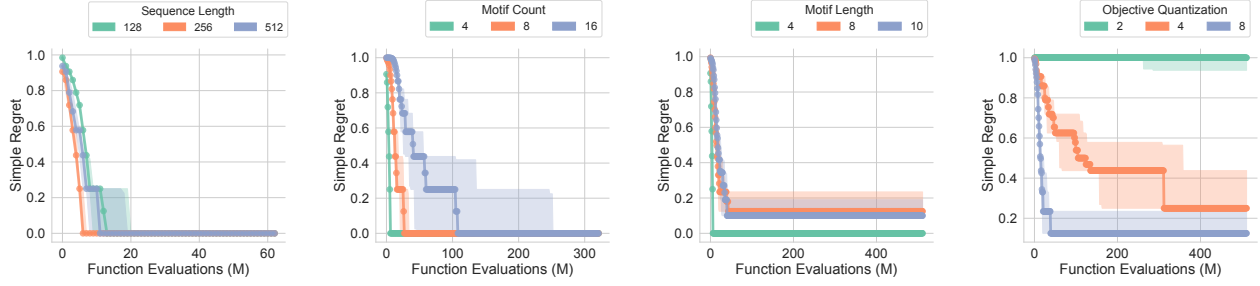 Sequence Length
128 256 512
1.0
0.8
0.6
0.4
0.2
0.0
0 20 40 60
Simple Regret
Function Evaluations (M)
Motif Count
4 8 16
1.0
0.8
0.6
0.4
0.2
0.0
0 100 200 300
Simple Regret
Function Evaluations (M)
Motif Length
4 8 10
1.0
0.8
0.6
0.4
0.2
0.0
0 200 400
Simple Regret
Function Evaluations (M)
Objective Quantization
2 4 8
1.0
0.8
0.6
0.4
0.2
0 200 400
Simple Regret
Function Evaluations (M)